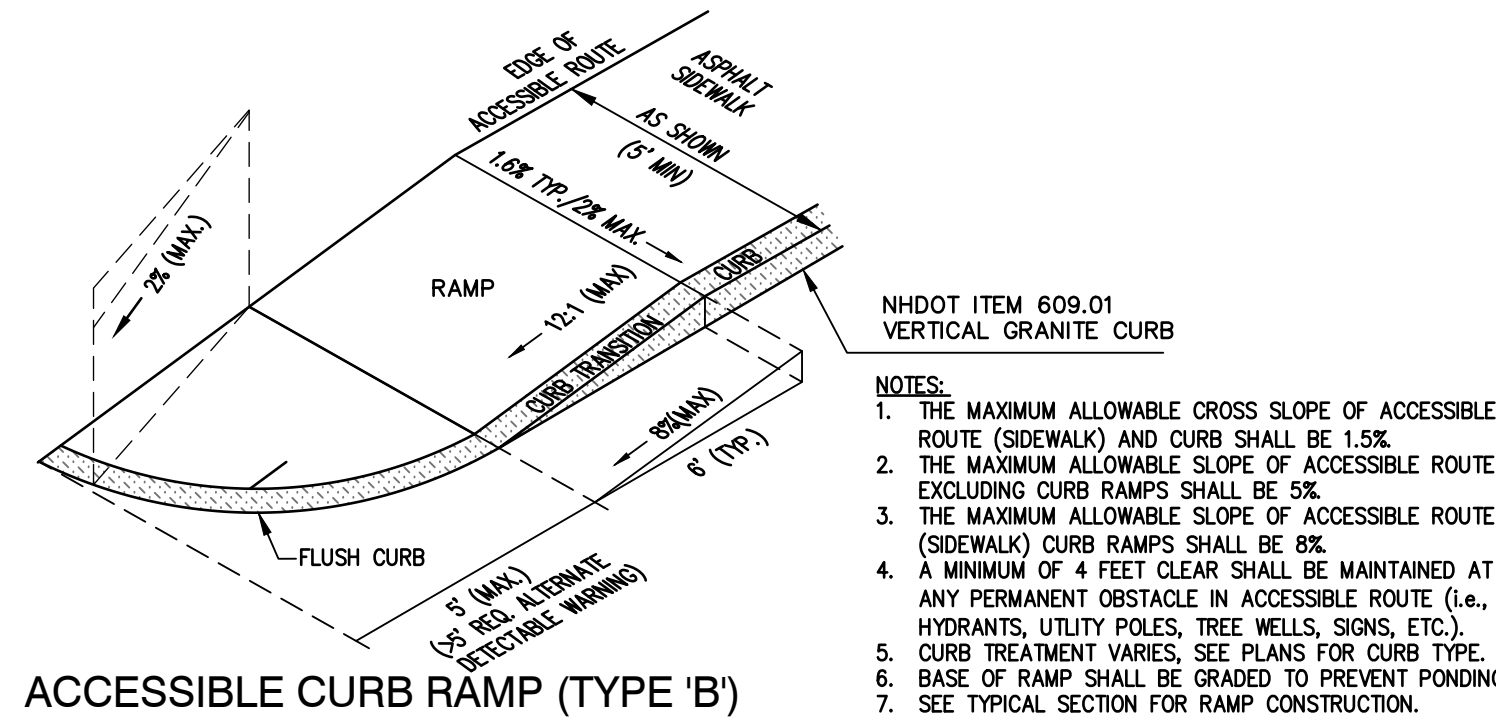 EDGE OF
ACCESSIBLE ROUTE
ASPHALT
SIDEWALK
AS SHOWN
(5' MIN)
1.6% TYP./2% MAX.
2% (MAX.)
RAMP
12:1 (MAX)
CURB
CURB TRANSITION
8%(MAX)
6' (TYP.)
FLUSH CURB
5' (MAX.)
(>5' REQ. ALTERNATE
DETECTABLE WARNING)
NHDOT ITEM 609.01
VERTICAL GRANITE CURB
NOTES:
1. THE MAXIMUM ALLOWABLE CROSS SLOPE OF ACCESSIBLE
ROUTE (SIDEWALK) AND CURB SHALL BE 1.5%.
2. THE MAXIMUM ALLOWABLE SLOPE OF ACCESSIBLE ROUTE
EXCLUDING CURB RAMPS SHALL BE 5%.
3. THE MAXIMUM ALLOWABLE SLOPE OF ACCESSIBLE ROUTE
(SIDEWALK) CURB RAMPS SHALL BE 8%.
4. A MINIMUM OF 4 FEET CLEAR SHALL BE MAINTAINED AT
ANY PERMANENT OBSTACLE IN ACCESSIBLE ROUTE (i.e.,
HYDRANTS, UTLITY POLES, TREE WELLS, SIGNS, ETC.).
5. CURB TREATMENT VARIES, SEE PLANS FOR CURB TYPE.
6. BASE OF RAMP SHALL BE GRADED TO PREVENT PONDING
7. SEE TYPICAL SECTION FOR RAMP CONSTRUCTION.
ACCESSIBLE CURB RAMP (TYPE 'B')